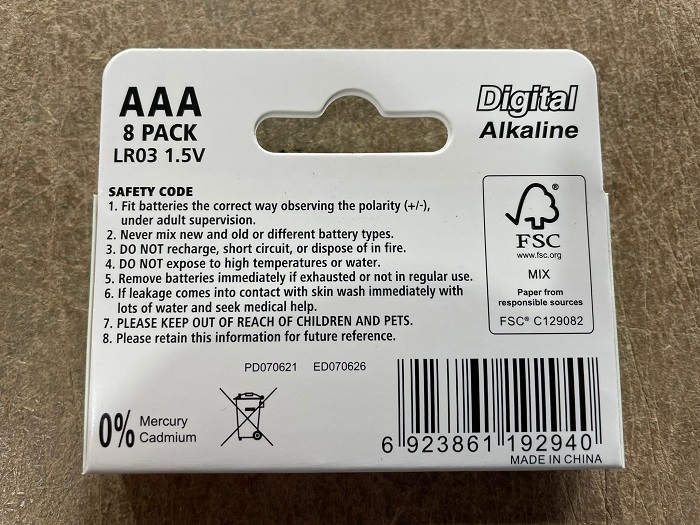 AAA
8 PACK
LR03 1.5V
Digital
Alkaline
SAFETY CODE
1. Fit batteries the correct way observing the polarity (+/-),
under adult supervision.
2. Never mix new and old or different battery types.
3. DO NOT recharge, short circuit, or dispose of in fire.
4. DO NOT expose to high temperatures or water.
5. Remove batteries immediately if exhausted or not in regular use.
6. If leakage comes into contact with skin wash immediately with
lots of water and seek medical help.
7. PLEASE KEEP OUT OF REACH OF CHILDREN AND PETS.
8. Please retain this information for future reference.
®
FSC
www.fsc.org
MIX
Paper from
responsible sources
FSC® C129082
PD070621 ED070626
0% Mercury
Cadmium
6 923861 192940
MADE IN CHINA